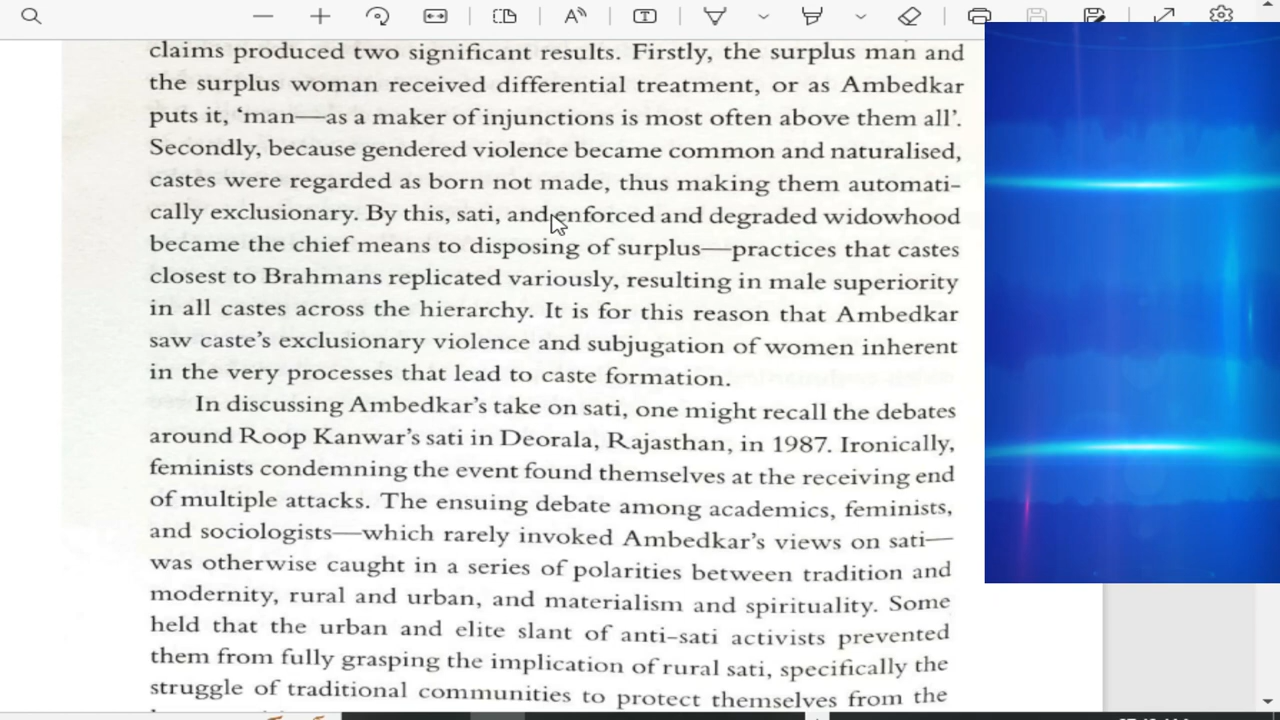 claims produced two significant results. Firstly, the surplus man and
the surplus woman received differential treatment, or as Ambedkar
puts it, ‘man—as a maker of injunctions is most often above them all’.
Secondly, because gendered violence became common and naturalised,
castes were regarded as born not made, thus making them automati-
cally exclusionary. By this, sati, and enforced and degraded widowhood
became the chief means to disposing of surplus—practices that castes
closest to Brahmans replicated variously, resulting in male superiority
in all castes across the hierarchy. It is for this reason that Ambedkar
saw caste’s exclusionary violence and subjugation of women inherent
in the very processes that lead to caste formation.
In discussing Ambedkar’s take on sati, one might recall the debates
around Roop Kanwar’s sati in Deorala, Rajasthan, in 1987. Ironically,
feminists condemning the event found themselves at the receiving end
of multiple attacks. The ensuing debate among academics, feminists,
and sociologists—which rarely invoked Ambedkar’s views on sati—
was otherwise caught in a series of polarities between tradition and
modernity, rural and urban, and materialism and spirituality. Some
held that the urban and elite slant of anti-sati activists prevented
them from fully grasping the implication of rural sati, specifically the
struggle of traditional communities to protect themselves from the